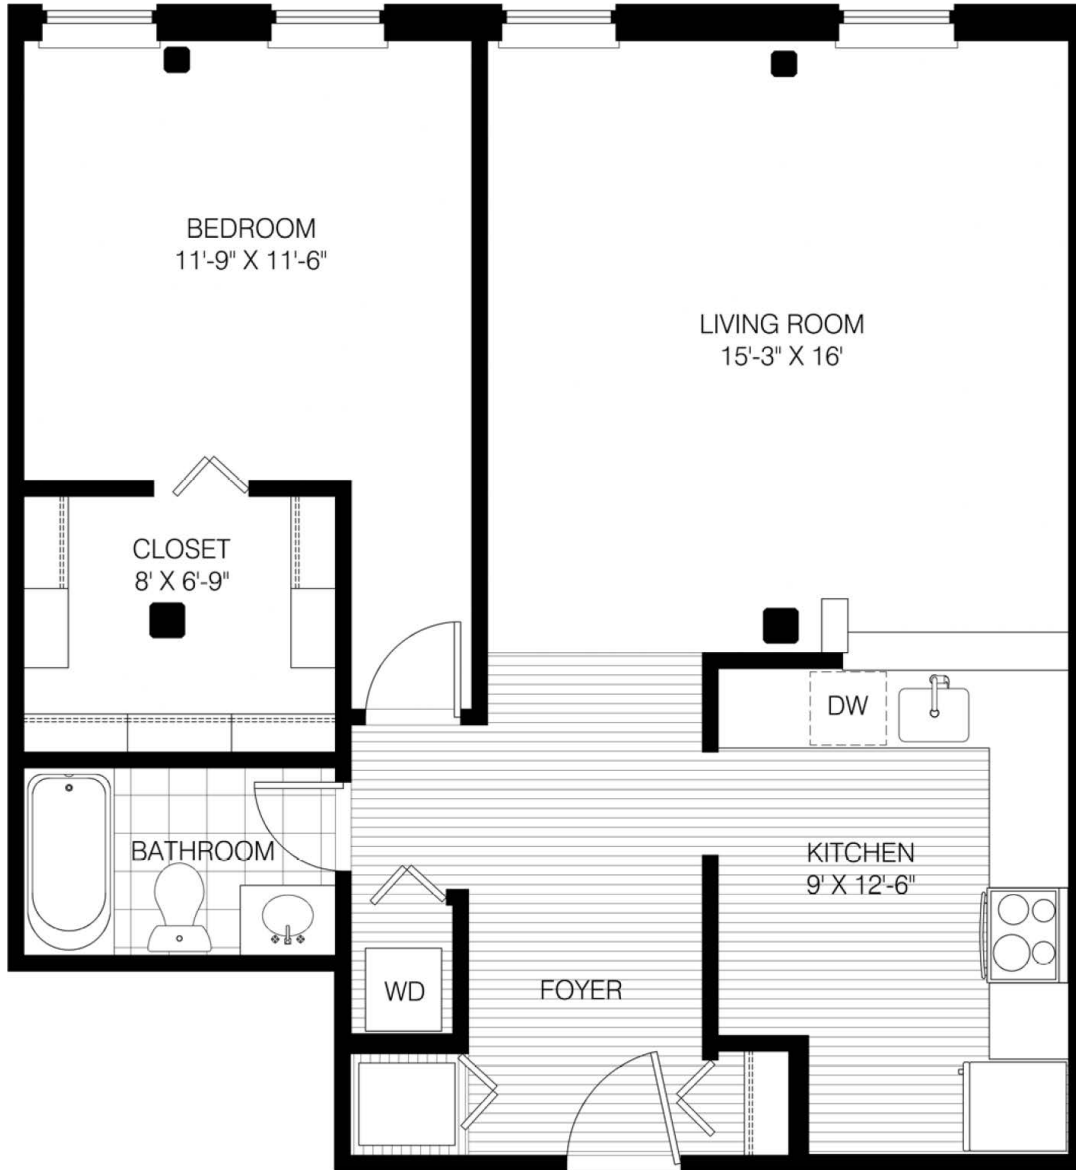 BEDROOM
11'-9" X 11'-6"
LIVING ROOM
15'-3" X 16'
CLOSET
8' X 6'-9"
DW
BATHROOM
KITCHEN
9' X 12'-6"
WD
FOYER